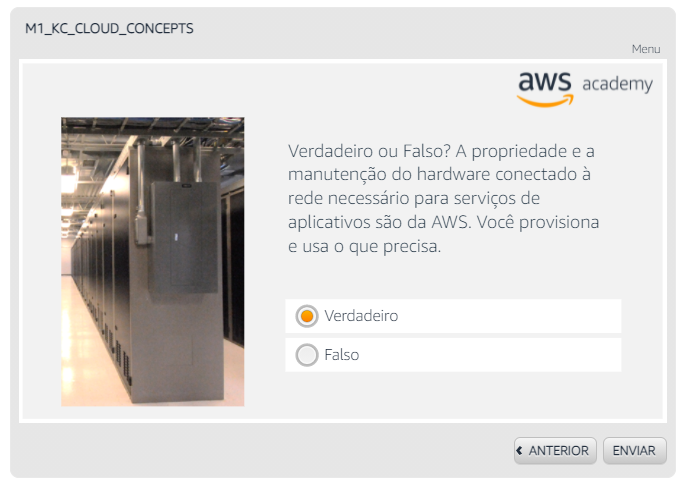 M1_KC_CLOUD_CONCEPTS
Menu
aws academy
Verdadeiro ou Falso? A propriedade e a
manutenção do hardware conectado à
rede necessário para serviços de
aplicativos são da AWS. Você provisiona
e usa o que precisa.
Verdadeiro
Falso
ANTERIOR
ENVIAR